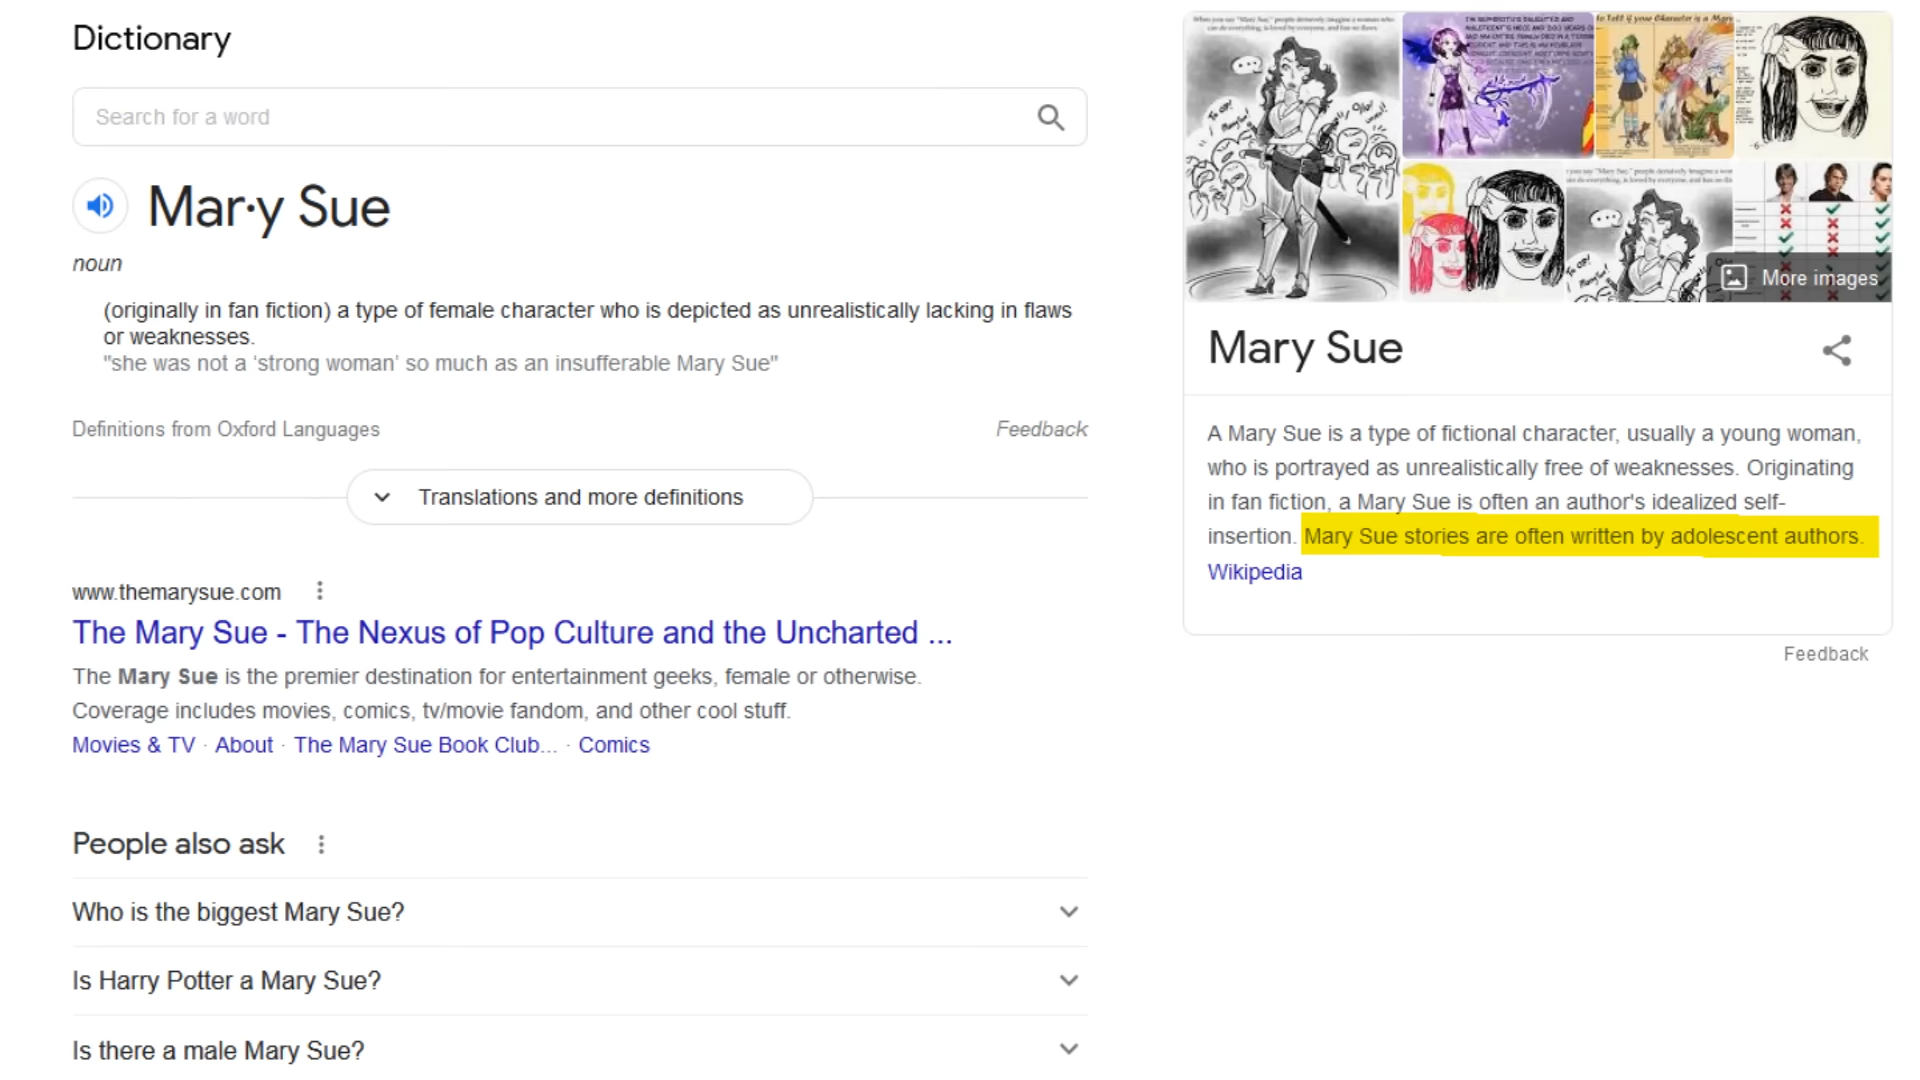 Dictionary
Search for a word
Mar·y Sue
noun
(originally in fan fiction) a type of female character who is depicted as unrealistically lacking in flaws
or weaknesses.
"she was not a ‘strong woman’ so much as an insufferable Mary Sue"
Definitions from Oxford Languages
Feedback
Translations and more definitions
www.themarysue.com
The Mary Sue - The Nexus of Pop Culture and the Uncharted ...
The Mary Sue is the premier destination for entertainment geeks, female or otherwise.
Coverage includes movies, comics, tv/movie fandom, and other cool stuff.
Movies & TV · About · The Mary Sue Book Club... · Comics
People also ask
Who is the biggest Mary Sue?
Is Harry Potter a Mary Sue?
Is there a male Mary Sue?
More images
Mary Sue
A Mary Sue is a type of fictional character, usually a young woman,
who is portrayed as unrealistically free of weaknesses. Originating
in fan fiction, a Mary Sue is often an author's idealized self-
insertion. Mary Sue stories are often written by adolescent authors.
Wikipedia
Feedback